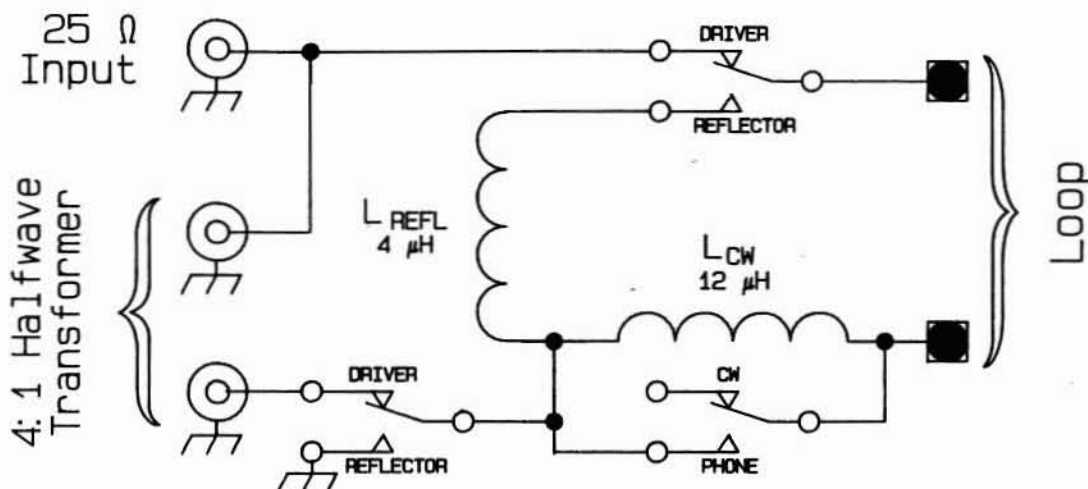 25 Ω
Input
DRIVER
REFLECTOR
4:1 Halfwave
Transformer
L REFL
4 µH
L CW
12 µH
Loop
DRIVER
CW
REFLECTOR
PHONE